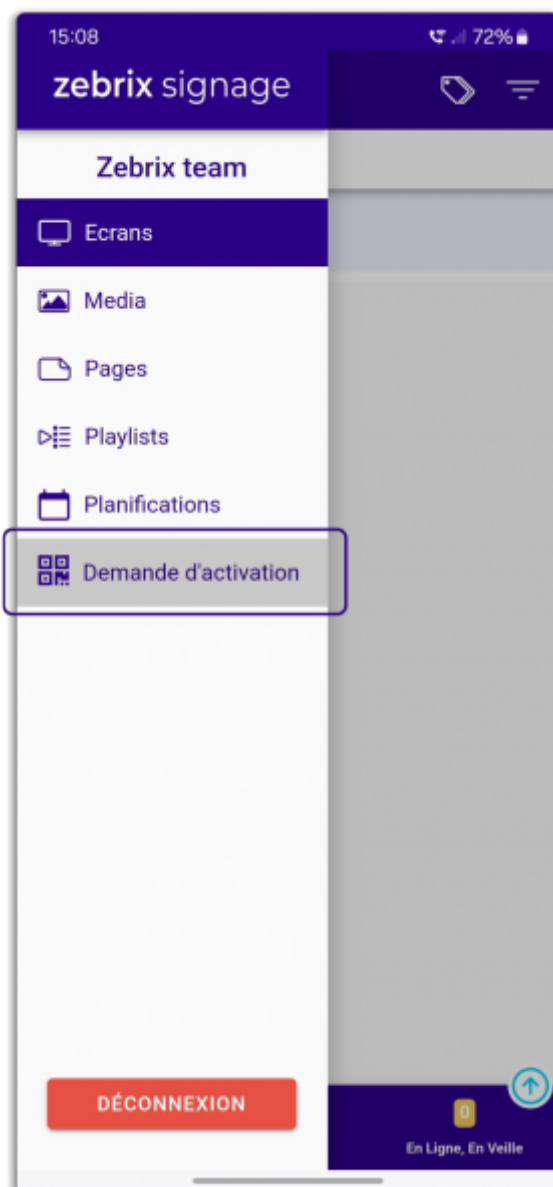 15:08 72%
zebrix signage
Zebrix team
Ecrans
Media
Pages
Playlists
Planifications
Demande d'activation
DÉCONNEXION
0
En Ligne, En Veille